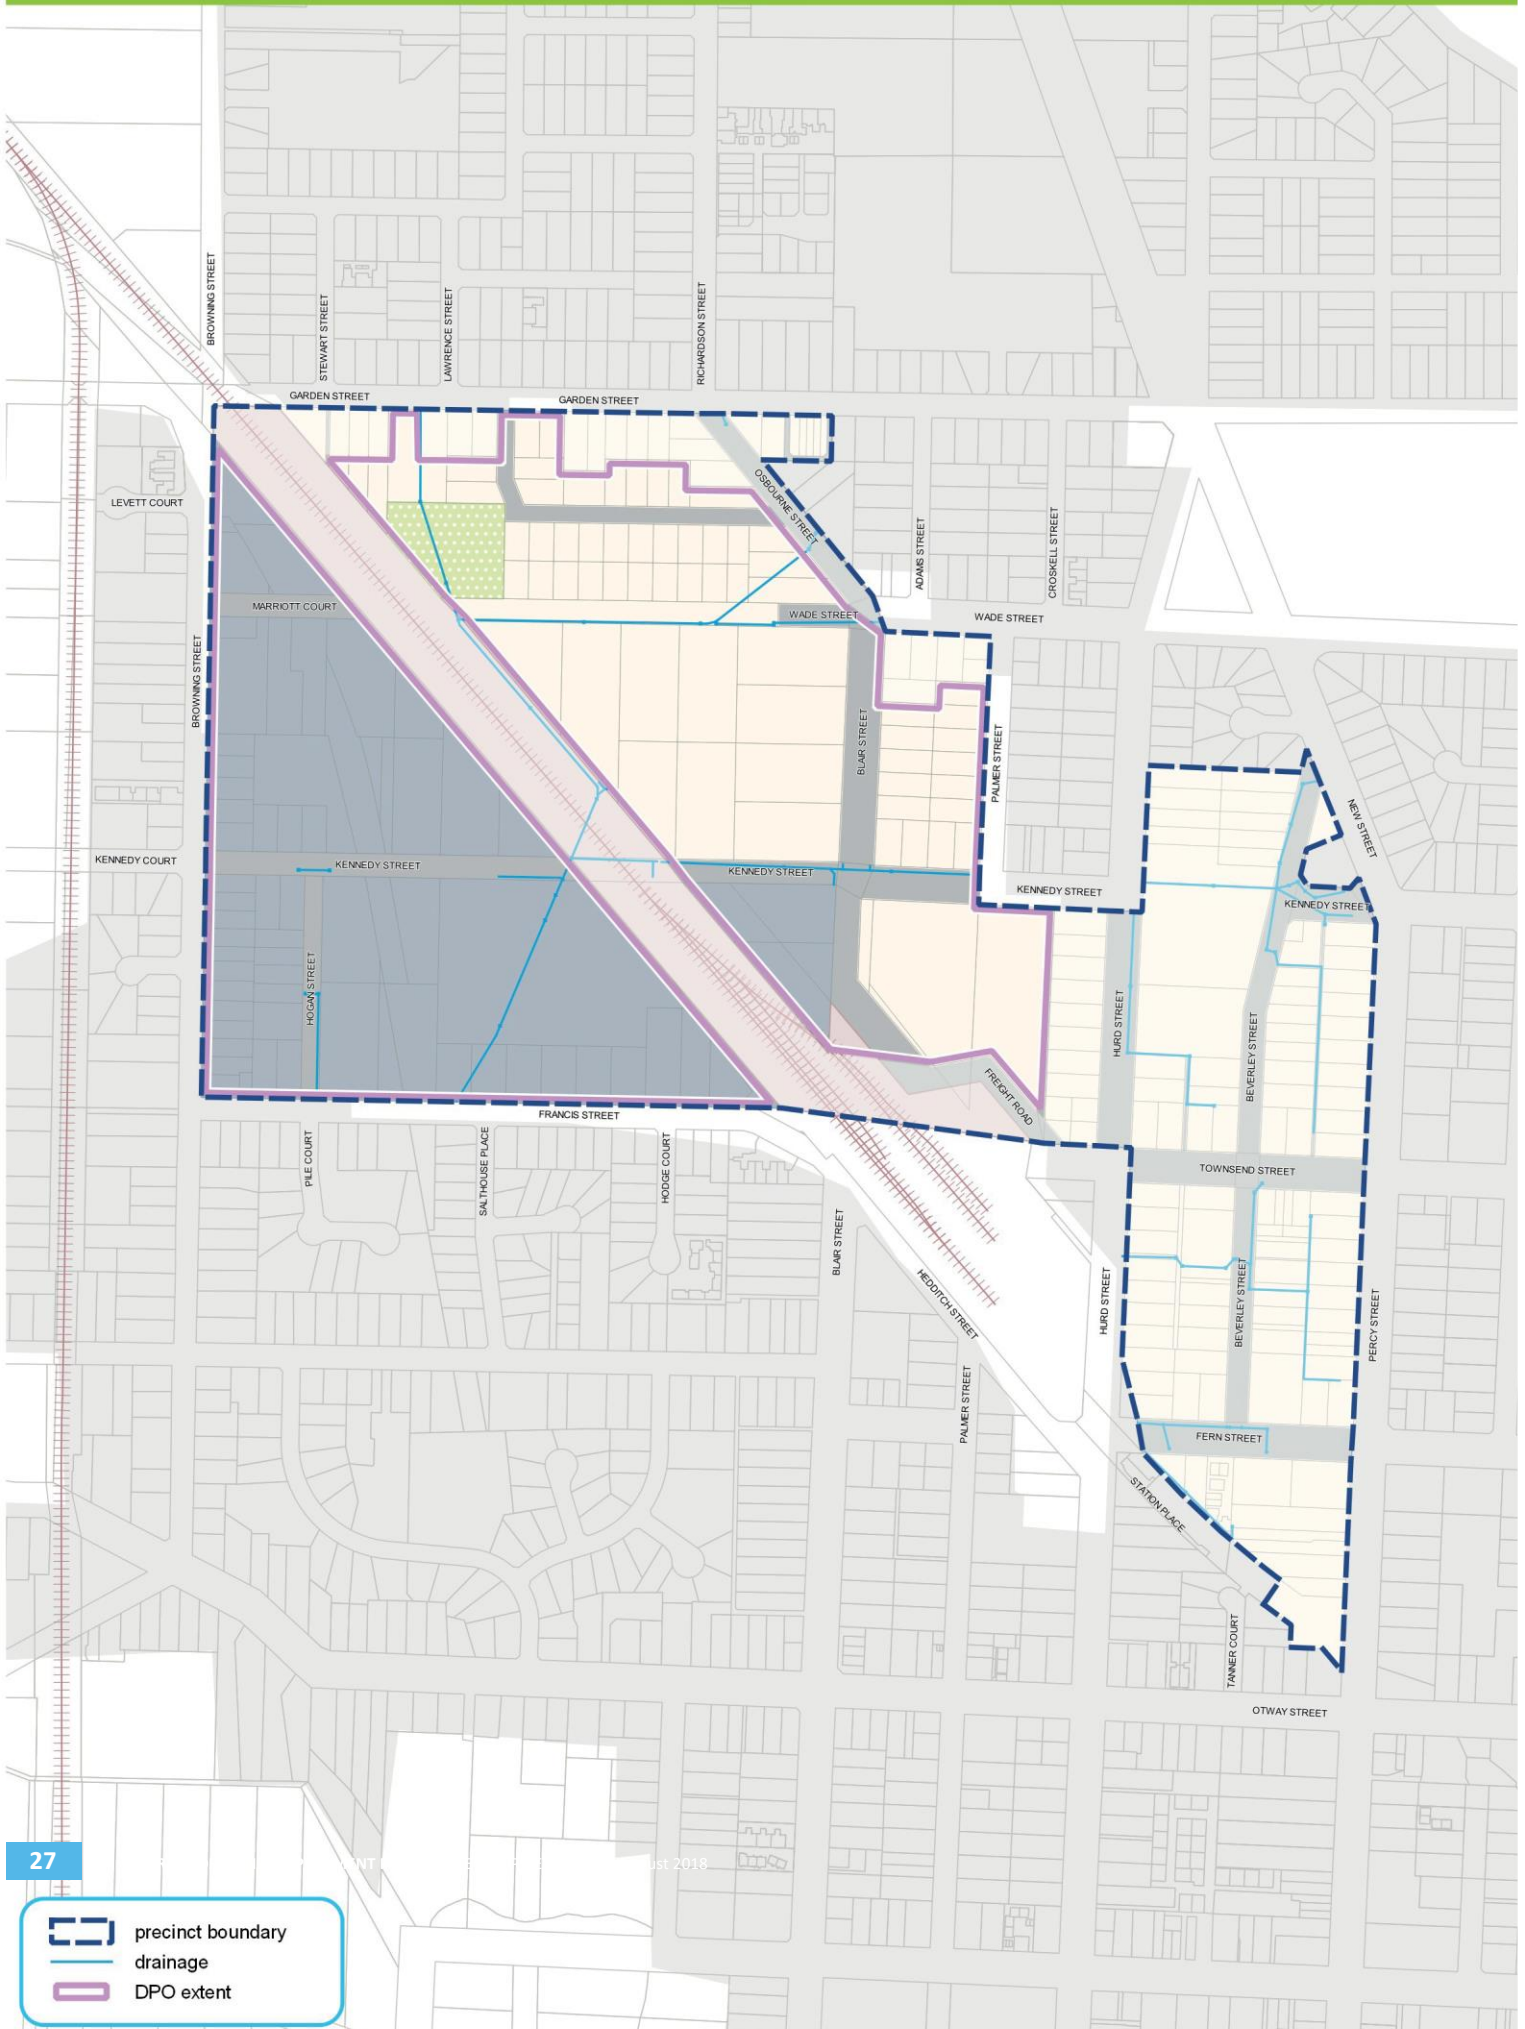 BROWNING STREET
STEWART STREET
LAWRENCE STREET
RICHARDSON STREET
GARDEN STREET
GARDEN STREET
LEVETT COURT
OSBOURNE STREET
ADAMS STREET
CROSKELL STREET
MARRIOTT COURT
WADE STREET
WADE STREET
BROWNING STREET
BLAIR STREET
PALMER STREET
NEW STREET
KENNEDY COURT
KENNEDY STREET
KENNEDY STREET
KENNEDY STREET
KENNEDY STREET
HOGAN STREET
HURD STREET
BEVERLEY STREET
FREIGHT ROAD
FRANCIS STREET
PILE COURT
SALTHOUSE PLACE
HODGE COURT
TOWNSEND STREET
BLAIR STREET
HEDDITCH STREET
HURD STREET
BEVERLEY STREET
PERCY STREET
PALMER STREET
FERN STREET
STATION PLACE
TANNER COURT
OTWAY STREET
27
2018
precinct boundary
drainage
DPO extent